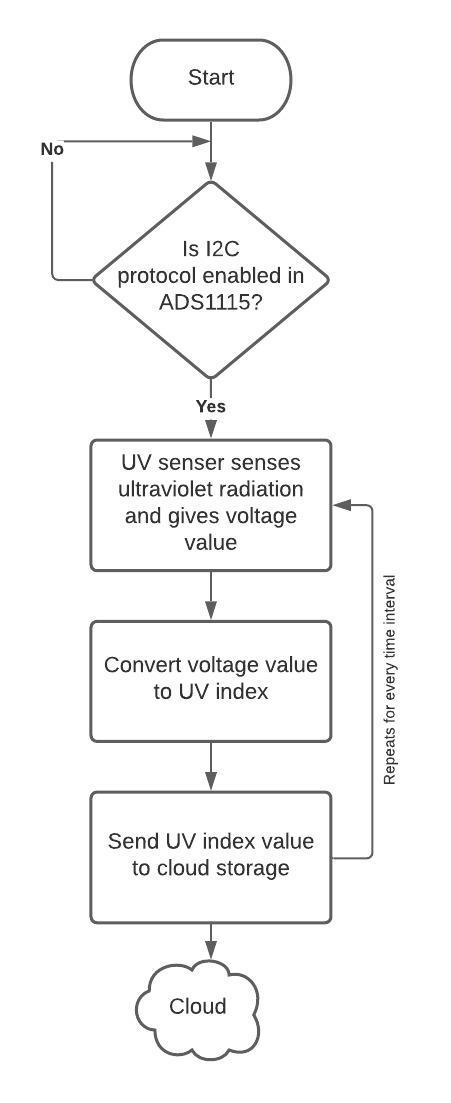 Start
No
Is I2C
protocol enabled in
ADS1115?
Yes
UV senser senses
ultraviolet radiation
and gives voltage
value
Convert voltage value
to UV index
Repeats for every time interval
Send UV index value
to cloud storage
Cloud